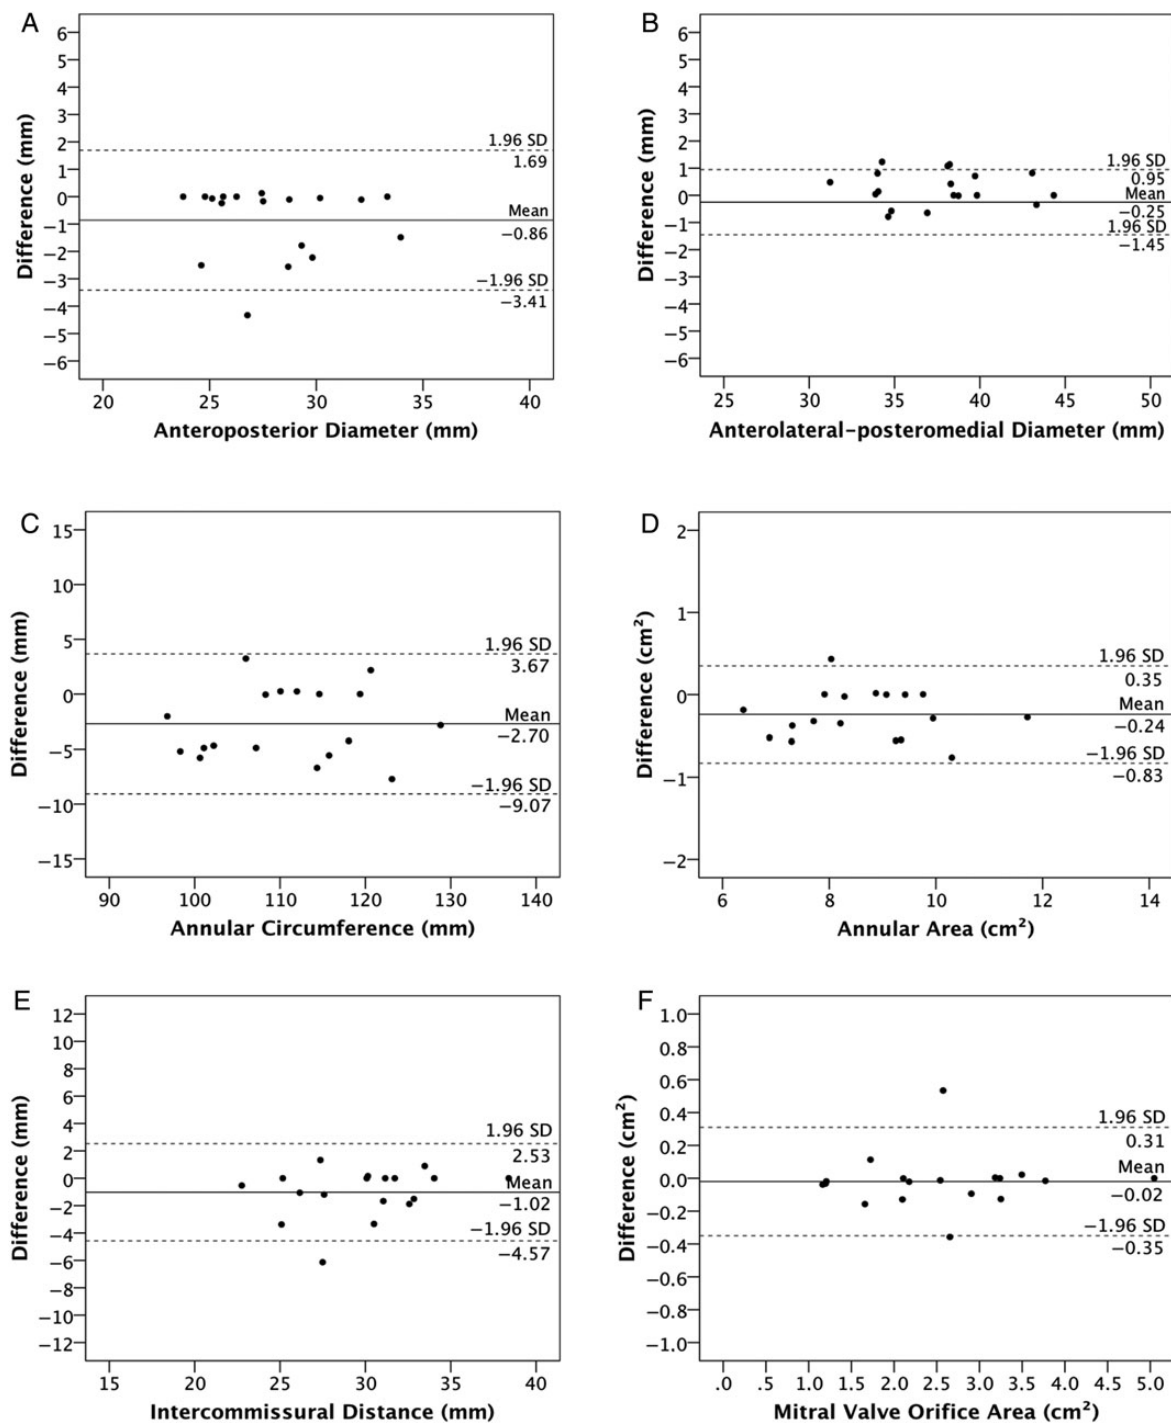 A
6
5
4
3
2
1
0
−1
−2
−3
−4
−5
−6
Difference (mm)
1.96 SD
1.69
Mean
−0.86
−1.96 SD
−3.41
20 25 30 35 40
Anteroposterior Diameter (mm)
B
6
5
4
3
2
1
0
−1
−2
−3
−4
−5
−6
Difference (mm)
1.96 SD
0.95
Mean
−0.25
1.96 SD
−1.45
25 30 35 40 45 50
Anterolateral–posteromedial Diameter (mm)
C
15
10
5
0
−5
−10
−15
Difference (mm)
1.96 SD
3.67
Mean
−2.70
−1.96 SD
−9.07
90 100 110 120 130 140
Annular Circumference (mm)
D
2
1
0
−1
−2
Difference (cm²)
1.96 SD
0.35
Mean
−0.24
−1.96 SD
−0.83
6 8 10 12 14
Annular Area (cm²)
E
12
10
8
6
4
2
0
−2
−4
−6
−8
−10
−12
Difference (mm)
1.96 SD
2.53
Mean
−1.02
−1.96 SD
−4.57
15 20 25 30 35 40
Intercommissural Distance (mm)
F
1.0
0.8
0.6
0.4
0.2
0.0
−0.2
−0.4
−0.6
−0.8
−1.0
Difference (cm²)
1.96 SD
0.31
Mean
−0.02
−1.96 SD
−0.35
.0 .5 1.0 1.5 2.0 2.5 3.0 3.5 4.0 4.5 5.0
Mitral Valve Orifice Area (cm²)